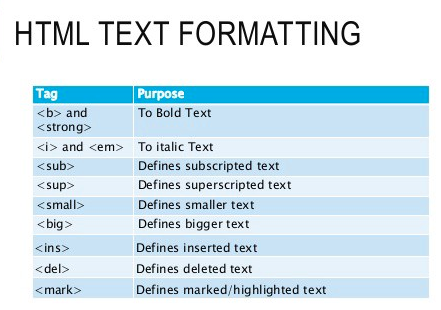 HTML TEXT FORMATTING
Tag Purpose
<b> and <strong> To Bold Text
<i> and <em> To italic Text
<sub> Defines subscripted text
<sup> Defines superscripted text
<small> Defines smaller text
<big> Defines bigger text
<ins> Defines inserted text
<del> Defines deleted text
<mark> Defines marked/highlighted text